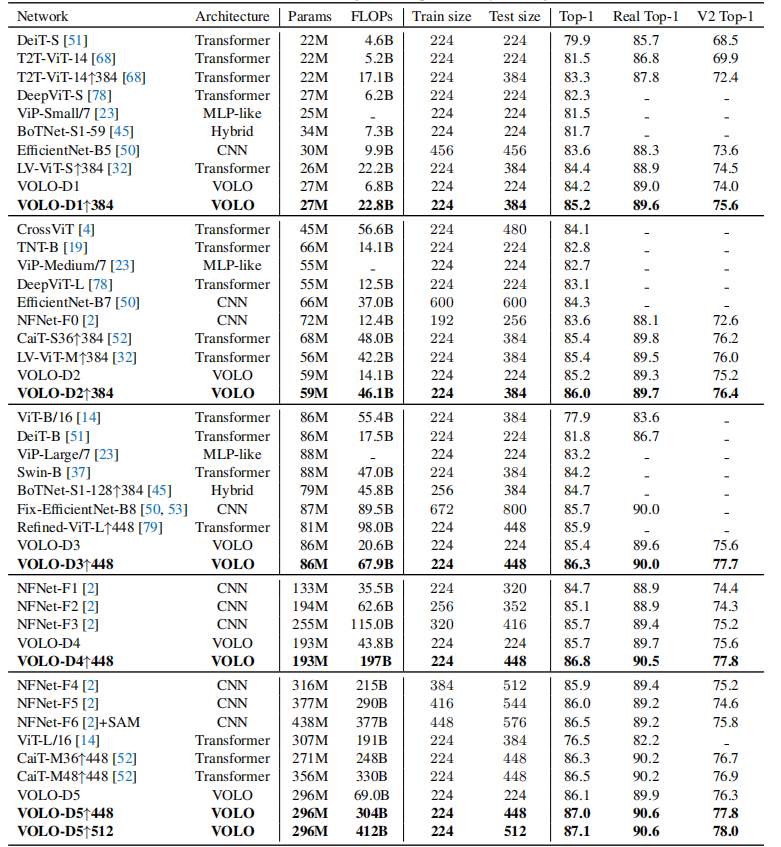 Network Architecture Params FLOPs Train size Test size Top-1 Real Top-1 V2 Top-1
DeiT-S [51] Transformer 22M 4.6B 224 224 79.9 85.7 68.5
T2T-ViT-14 [68] Transformer 22M 5.2B 224 224 81.5 86.8 69.9
T2T-ViT-14↑384 [68] Transformer 22M 17.1B 224 384 83.3 87.8 72.4
DeepViT-S [78] Transformer 27M 6.2B 224 224 82.3 - -
ViP-Small/7 [23] MLP-like 25M - 224 224 81.5 - -
BoTNet-S1-59 [45] Hybrid 34M 7.3B 224 224 81.7 - -
EfficientNet-B5 [50] CNN 30M 9.9B 456 456 83.6 88.3 73.6
LV-ViT-S↑384 [32] Transformer 26M 22.2B 224 384 84.4 88.9 74.5
VOLO-D1 VOLO 27M 6.8B 224 224 84.2 89.0 74.0
VOLO-D1↑384 VOLO 27M 22.8B 224 384 85.2 89.6 75.6
CrossViT [4] Transformer 45M 56.6B 224 480 84.1 - -
TNT-B [19] Transformer 66M 14.1B 224 224 82.8 - -
ViP-Medium/7 [23] MLP-like 55M - 224 224 82.7 - -
DeepViT-L [78] Transformer 55M 12.5B 224 224 83.1 - -
EfficientNet-B7 [50] CNN 66M 37.0B 600 600 84.3 - -
NFNet-F0 [2] CNN 72M 12.4B 192 256 83.6 88.1 72.6
CaiT-S36↑384 [52] Transformer 68M 48.0B 224 384 85.4 89.8 76.2
LV-ViT-M↑384 [32] Transformer 56M 42.2B 224 384 85.4 89.5 76.0
VOLO-D2 VOLO 59M 14.1B 224 224 85.2 89.3 75.2
VOLO-D2↑384 VOLO 59M 46.1B 224 384 86.0 89.7 76.4
ViT-B/16 [14] Transformer 86M 55.4B 224 384 77.9 83.6 -
DeiT-B [51] Transformer 86M 17.5B 224 224 81.8 86.7 -
ViP-Large/7 [23] MLP-like 88M - 224 224 83.2 - -
Swin-B [37] Transformer 88M 47.0B 224 384 84.2 - -
BoTNet-S1-128↑384 [45] Hybrid 79M 45.8B 256 384 84.7 - -
Fix-EfficientNet-B8 [50, 53] CNN 87M 89.5B 672 800 85.7 90.0 -
Refined-ViT-L↑448 [79] Transformer 81M 98.0B 224 448 85.9 - -
VOLO-D3 VOLO 86M 20.6B 224 224 85.4 89.6 75.6
VOLO-D3↑448 VOLO 86M 67.9B 224 448 86.3 90.0 77.7
NFNet-F1 [2] CNN 133M 35.5B 224 320 84.7 88.9 74.4
NFNet-F2 [2] CNN 194M 62.6B 256 352 85.1 88.9 74.3
NFNet-F3 [2] CNN 255M 115.0B 320 416 85.7 89.4 75.2
VOLO-D4 VOLO 193M 43.8B 224 224 85.7 89.7 75.6
VOLO-D4↑448 VOLO 193M 197B 224 448 86.8 90.5 77.8
NFNet-F4 [2] CNN 316M 215B 384 512 85.9 89.4 75.2
NFNet-F5 [2] CNN 377M 290B 416 544 86.0 89.2 74.6
NFNet-F6 [2]+SAM CNN 438M 377B 448 576 86.5 89.2 75.8
ViT-L/16 [14] Transformer 307M 191B 224 384 76.5 82.2 -
CaiT-M36↑448 [52] Transformer 271M 248B 224 448 86.3 90.2 76.7
CaiT-M48↑448 [52] Transformer 356M 330B 224 448 86.5 90.2 76.9
VOLO-D5 VOLO 296M 69.0B 224 224 86.1 89.9 76.3
VOLO-D5↑448 VOLO 296M 304B 224 448 87.0 90.6 77.8
VOLO-D5↑512 VOLO 296M 412B 224 512 87.1 90.6 78.0